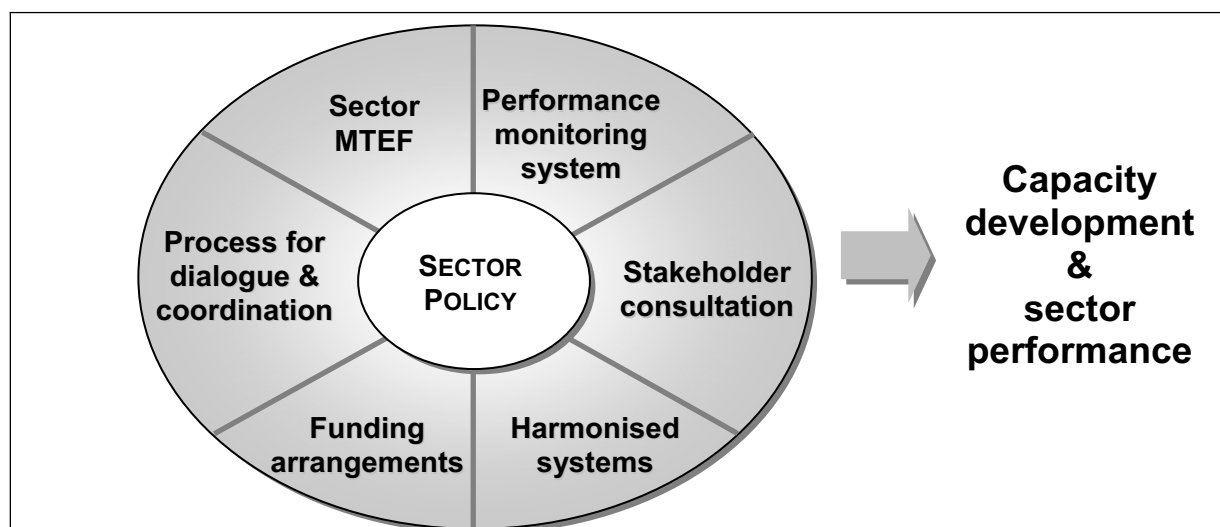 Sector
MTEF
Performance
monitoring
system
Process for
dialogue &
coordination
SECTOR
POLICY
Stakeholder
consultation
Funding
arrangements
Harmonised
systems
Capacity
development
&
sector
performance